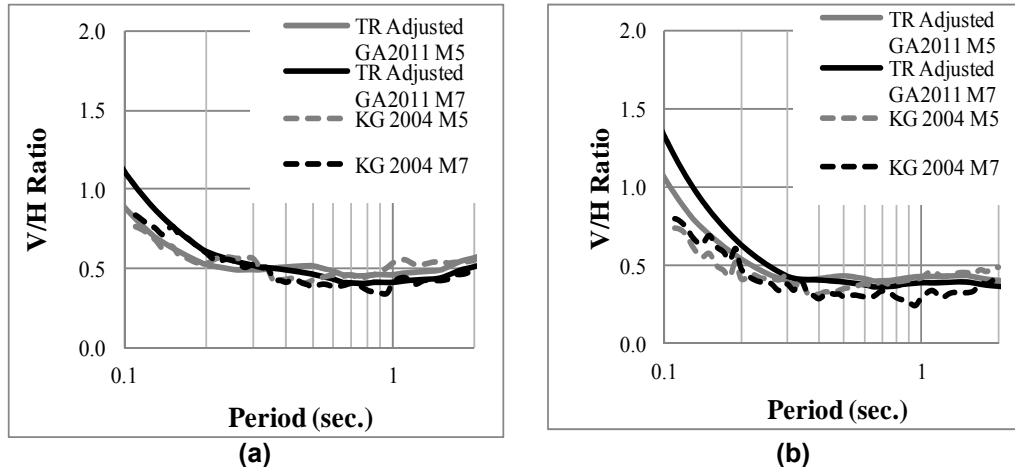 2.0
1.5
1.0
0.5
0.0
V/H Ratio
0.1
1
Period (sec.)
TR Adjusted
GA2011 M5
TR Adjusted
GA2011 M7
KG 2004 M5
KG 2004 M7
(a)
2.0
1.5
1.0
0.5
0.0
V/H Ratio
0.1
1
Period (sec.)
TR Adjusted
GA2011 M5
TR Adjusted
GA2011 M7
KG 2004 M5
KG 2004 M7
(b)